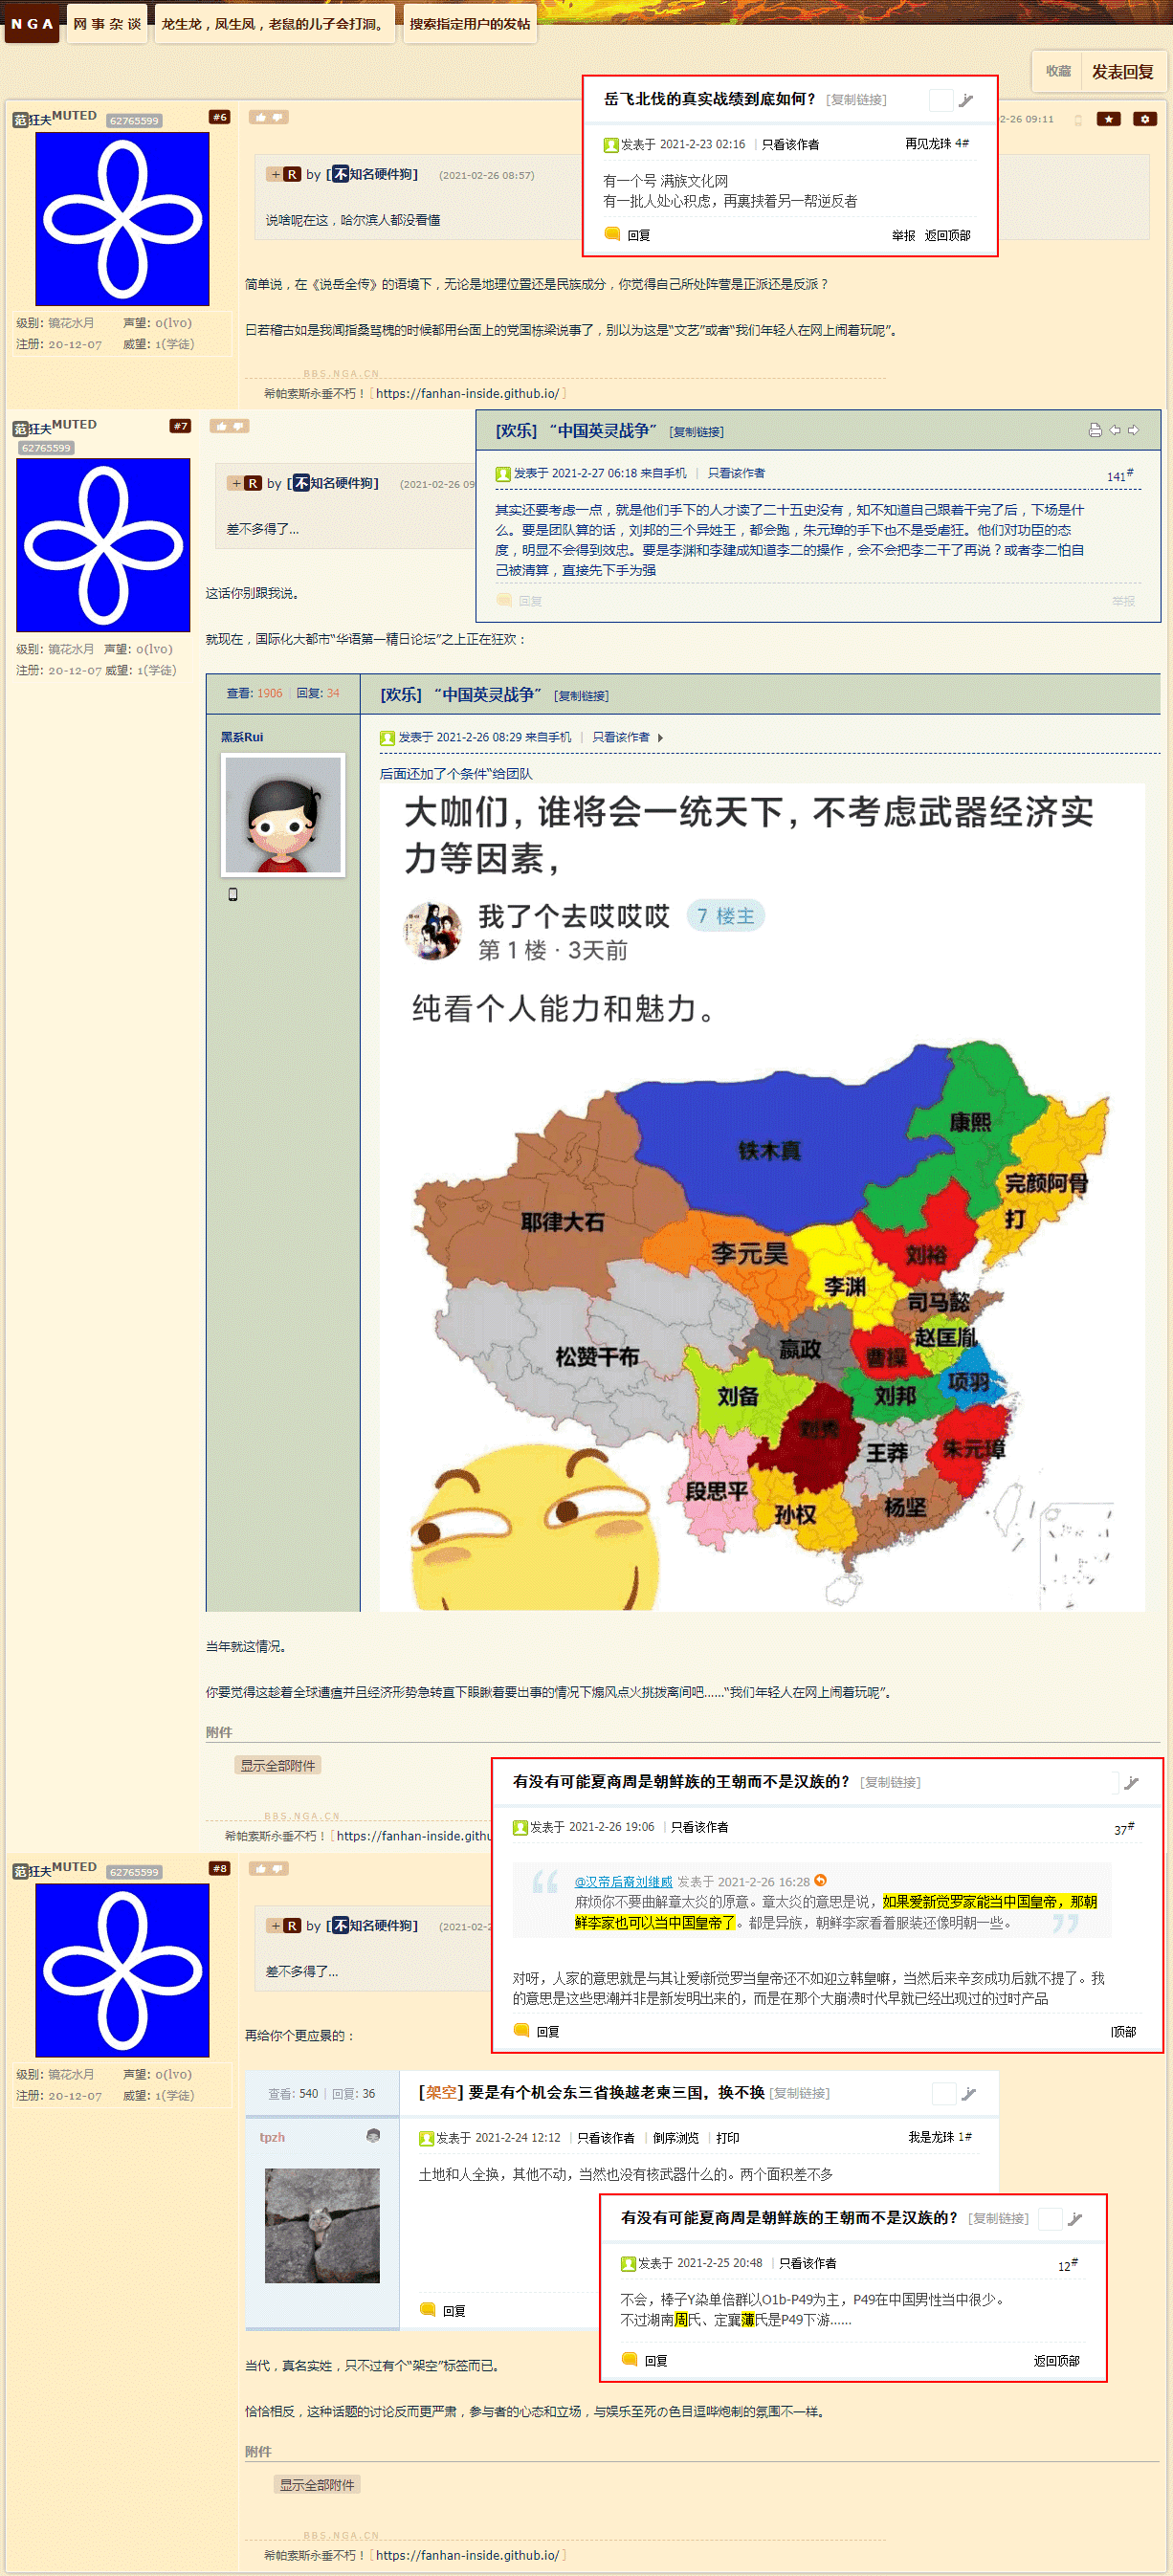 NGA
网事杂谈
龙生龙，凤生凤，老鼠的儿子会打洞。
搜索指定用户的发帖
收藏
发表回复
范狂夫MUTED 62765599
#6
级别: 镜花水月 声望: 0(lv0)
注册: 20-12-07 威望: 1(学徒)
2-26 09:11
+ R by [不知名硬件狗] (2021-02-26 08:57)
说啥呢在这，哈尔滨人都没看懂
岳飞北伐的真实战绩到底如何？ [复制链接]
发表于 2021-2-23 02:16 | 只看该作者 再见龙珠 4#
有一个号 满族文化网
有一批人处心积虑，再裹挟着另一帮逆反者
回复 举报 返回顶部
简单说，在《说岳全传》的语境下，无论是地理位置还是民族成分，你觉得自己所处阵营是正派还是反派？
曰若稽古如是我闻指桑骂槐的时候都用台面上的党国栋梁说事了，别以为这是“文艺”或者“我们年轻人在网上闹着玩呢”。
BBS.NGA.CN
希帕索斯永垂不朽！[ https://fanhan-inside.github.io/ ]
范狂夫MUTED
62765599
#7
级别: 镜花水月 声望: 0(lv0)
注册: 20-12-07 威望: 1(学徒)
+ R by [不知名硬件狗] (2021-02-26 09
差不多得了...
[欢乐] “中国英灵战争” [复制链接]
发表于 2021-2-27 06:18 来自手机 | 只看该作者 141#
其实还要考虑一点，就是他们手下的人才读了二十五史没有，知不知道自己跟着干完了后，下场是什
么。要是团队算的话，刘邦的三个异姓王，都会跑，朱元璋的手下也不是受虐狂。他们对功臣的态
度，明显不会得到效忠。要是李渊和李建成知道李二的操作，会不会把李二干了再说？或者李二怕自
己被清算，直接先下手为强
回复 举报
这话你别跟我说。
就现在，国际化大都市“华语第一精日论坛”之上正在狂欢：
查看: 1906 | 回复: 34
[欢乐] “中国英灵战争” [复制链接]
黑系Rui
发表于 2021-2-26 08:29 来自手机 | 只看该作者
后面还加了个条件“给团队
大咖们，谁将会一统天下，不考虑武器经济实
力等因素，
我了个去哎哎哎 7 楼主
第 1 楼 · 3天前
纯看个人能力和魅力。
康熙
铁木真
完颜阿骨
打
耶律大石
李元昊
刘裕
李渊
司马懿
赵匡胤
嬴政
松赞干布
曹操
项羽
刘备
刘邦
刘秀
王莽
朱元璋
段思平
孙权
杨坚
当年就这情况。
你要觉得这趁着全球遭瘟并且经济形势急转直下眼瞅着要出事的情况下煽风点火挑拨离间吧……“我们年轻人在网上闹着玩呢”。
附件
显示全部附件
BBS.NGA.CN
希帕索斯永垂不朽！[ https://fanhan-inside.githu
有没有可能夏商周是朝鲜族的王朝而不是汉族的？ [复制链接]
发表于 2021-2-26 19:06 | 只看该作者 37#
@汉帝后裔刘继威 发表于 2021-2-26 16:28
麻烦你不要曲解章太炎的原意。章太炎的意思是说，如果爱新觉罗家能当中国皇帝，那朝
鲜李家也可以当中国皇帝了。都是异族，朝鲜李家看着服装还像明朝一些。
对呀，人家的意思就是与其让爱新觉罗当皇帝还不如迎立韩皇嘛，当然后来辛亥成功后就不提了。我
的意思是这些思潮并非是新发明出来的，而是在那个大崩溃时代早就已经出现过的过时产品
回复 顶部
范狂夫MUTED 62765599
#8
级别: 镜花水月 声望: 0(lv0)
注册: 20-12-07 威望: 1(学徒)
+ R by [不知名硬件狗] (2021-02-2
差不多得了...
再给你个更应景的：
查看: 540 | 回复: 36
[架空] 要是有个机会东三省换越老柬三国，换不换 [复制链接]
tpzh
发表于 2021-2-24 12:12 | 只看该作者 | 倒序浏览 | 打印 我是龙珠 1#
土地和人全换，其他不动，当然也没有核武器什么的。两个面积差不多
回复
有没有可能夏商周是朝鲜族的王朝而不是汉族的？ [复制链接]
发表于 2021-2-25 20:48 | 只看该作者 12#
不会，棒子Y染单倍群以O1b-P49为主，P49在中国男性当中很少。
不过湖南周氏、定襄薄氏是P49下游……
回复 返回顶部
当代，真名实姓，只不过有个“架空”标签而已。
恰恰相反，这种话题的讨论反而更严肃，参与者的心态和立场，与娱乐至死の色目逗哔炮制的氛围不一样。
附件
显示全部附件
BBS.NGA.CN
希帕索斯永垂不朽！[ https://fanhan-inside.github.io/ ]